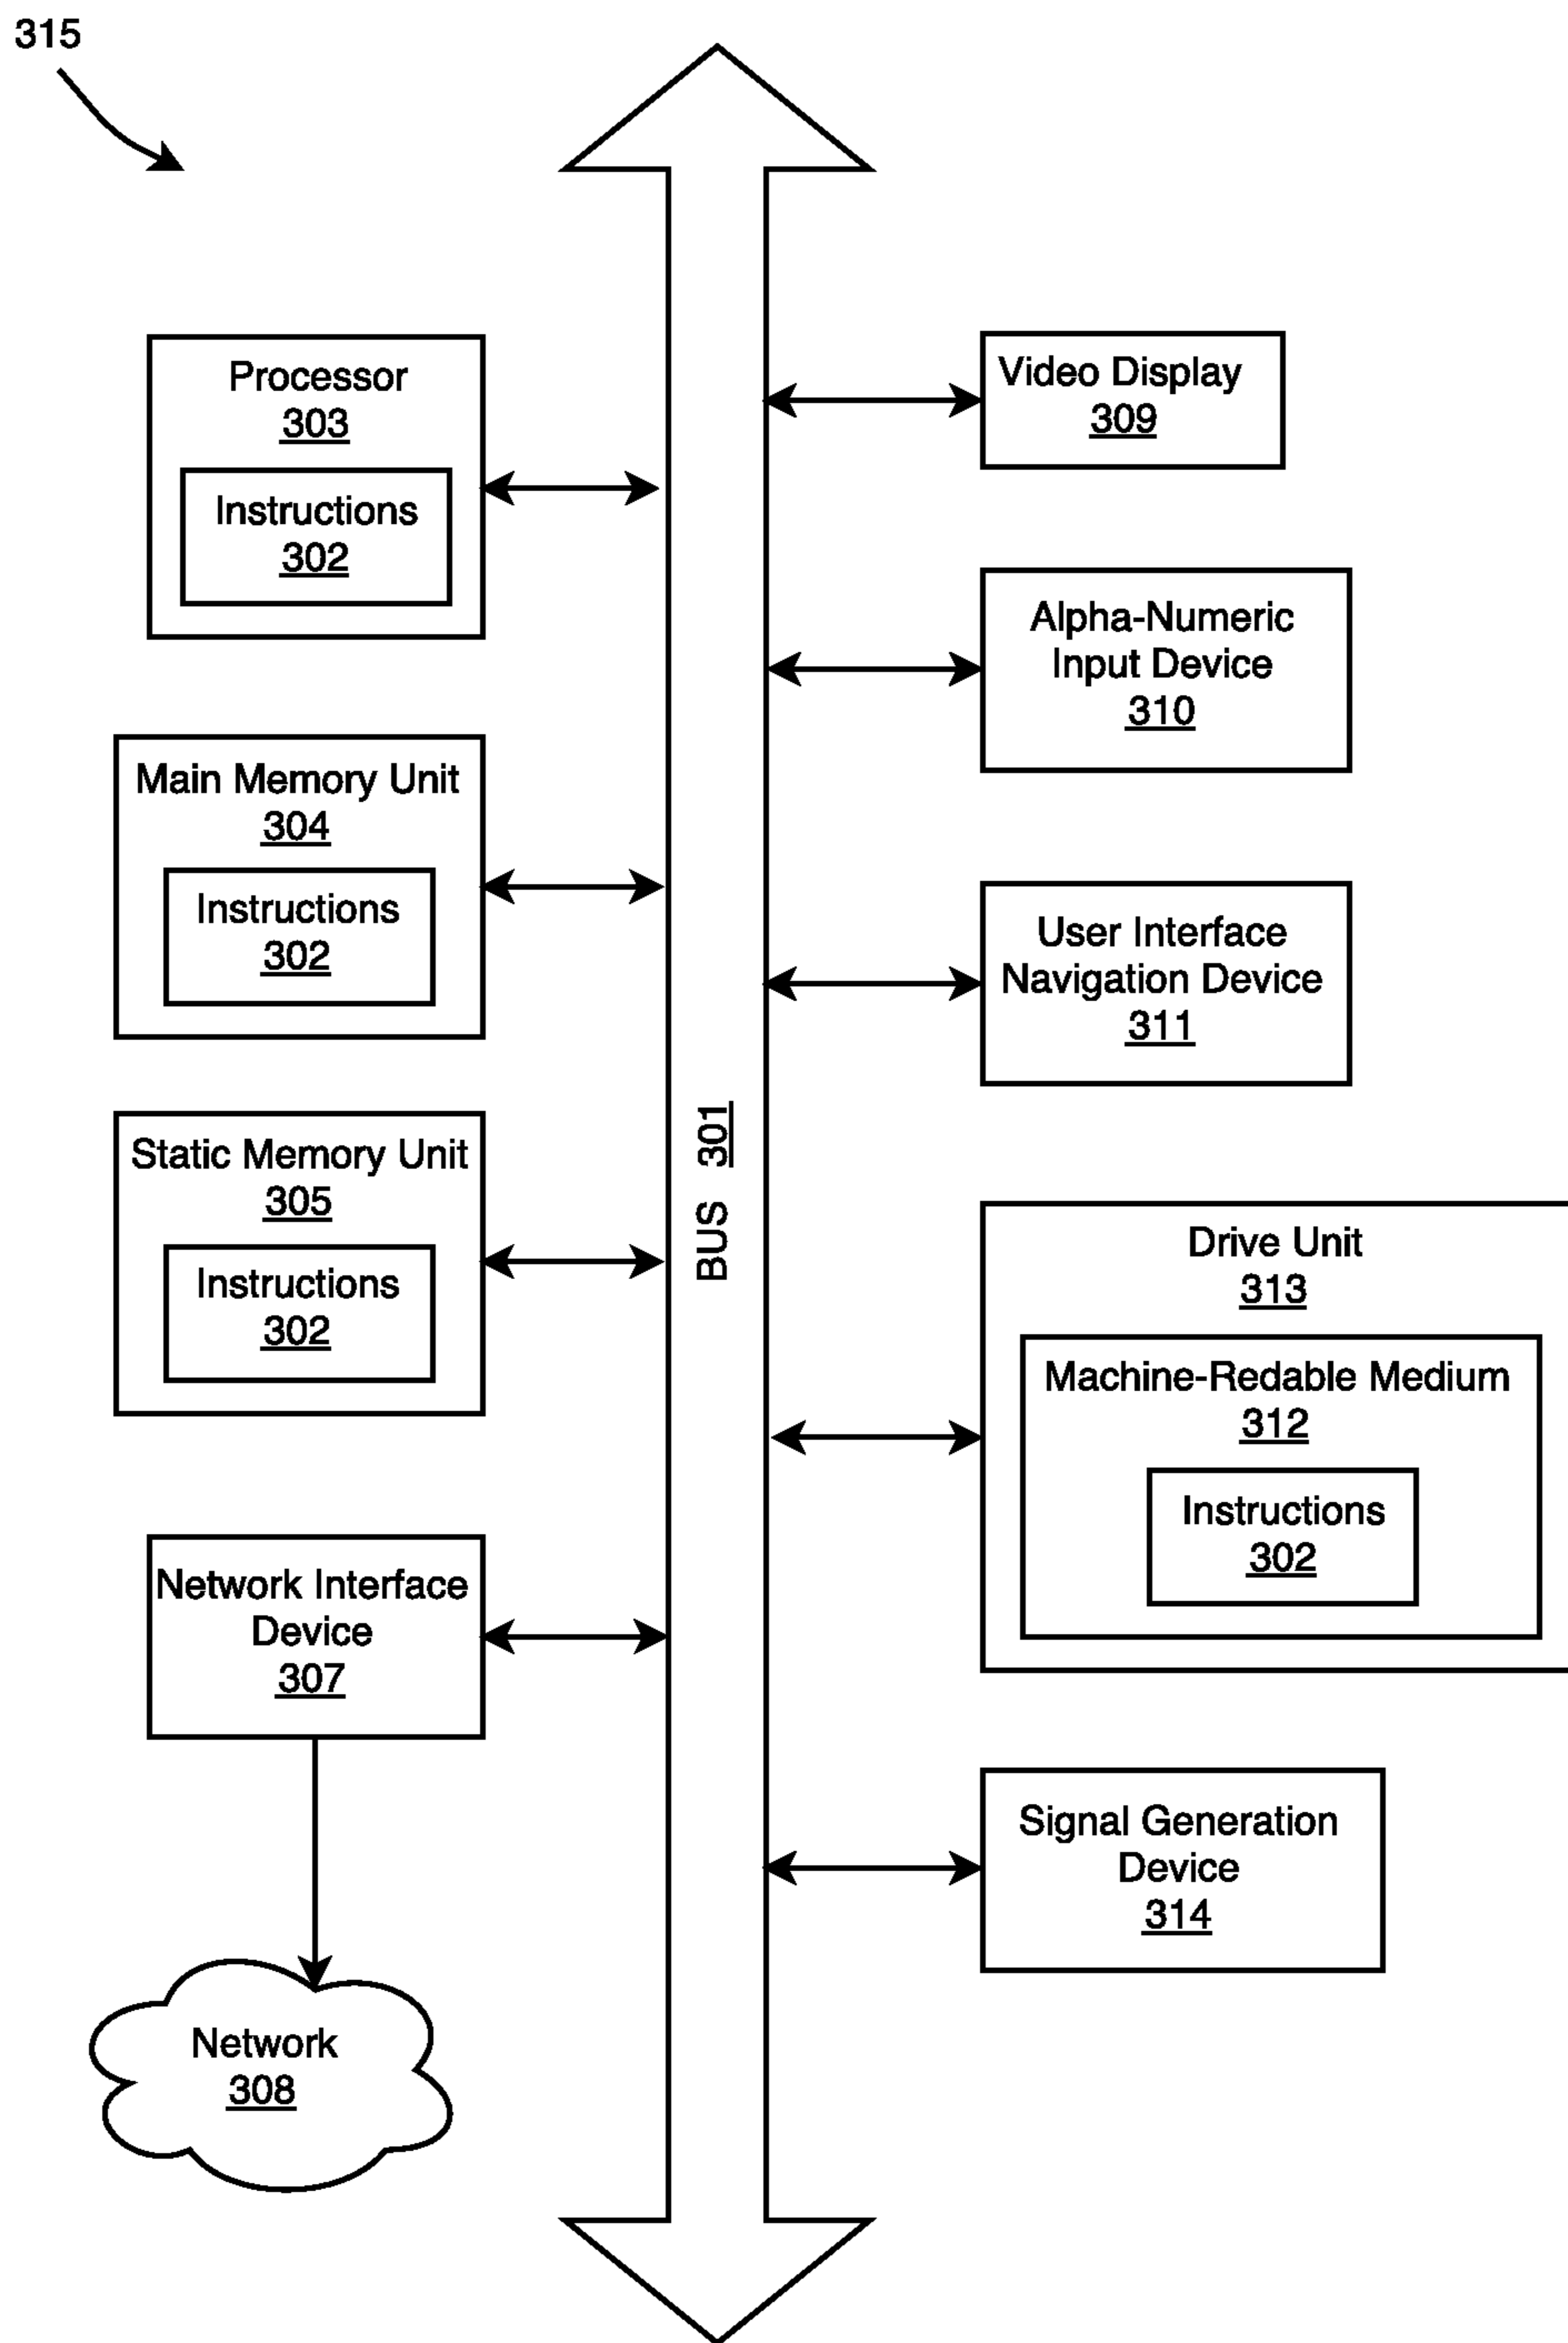 315
Processor
303
Instructions
302
Main Memory Unit
304
Instructions
302
Static Memory Unit
305
Instructions
302
Network Interface
Device
307
Network
308
BUS 301
Video Display
309
Alpha-Numeric
Input Device
310
User Interface
Navigation Device
311
Drive Unit
313
Machine-Redable Medium
312
Instructions
302
Signal Generation
Device
314